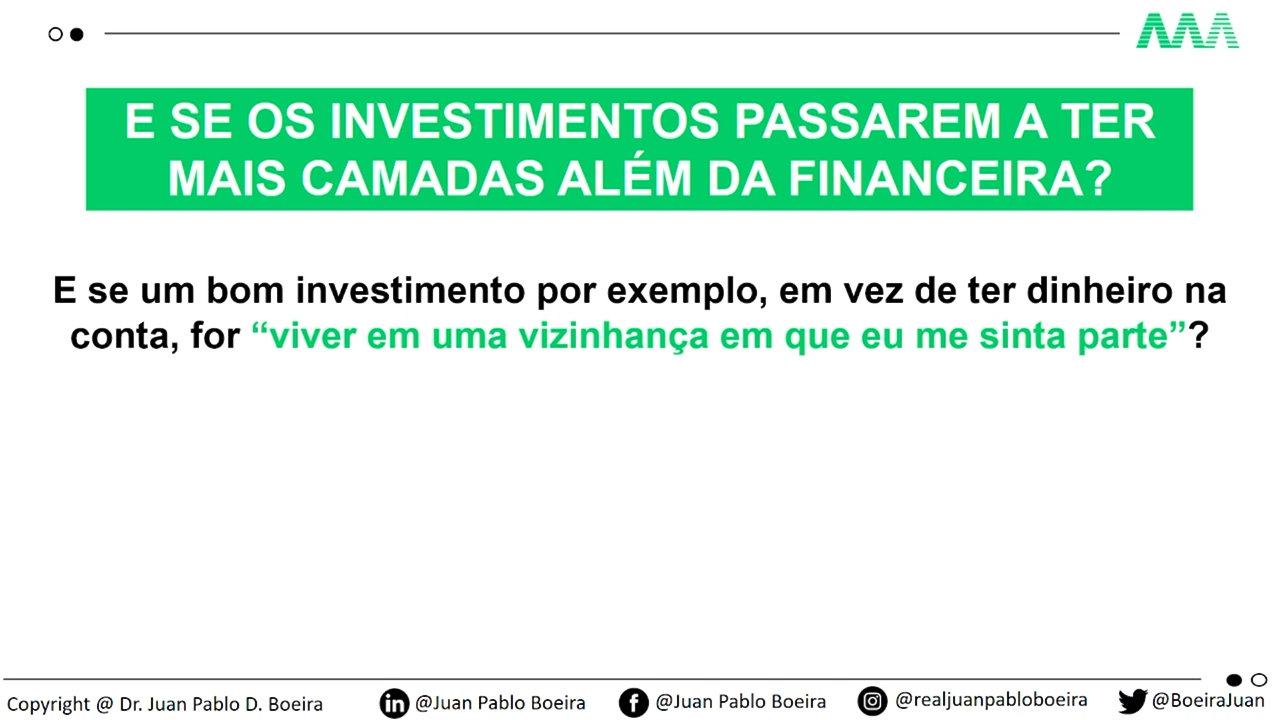 E SE OS INVESTIMENTOS PASSAREM A TER
MAIS CAMADAS ALÉM DA FINANCEIRA?
E se um bom investimento por exemplo, em vez de ter dinheiro na
conta, for “viver em uma vizinhança em que eu me sinta parte”?
Copyright @ Dr. Juan Pablo D. Boeira
in @Juan Pablo Boeira
f @Juan Pablo Boeira
@realjuanpabloboeira
@BoeiraJuan